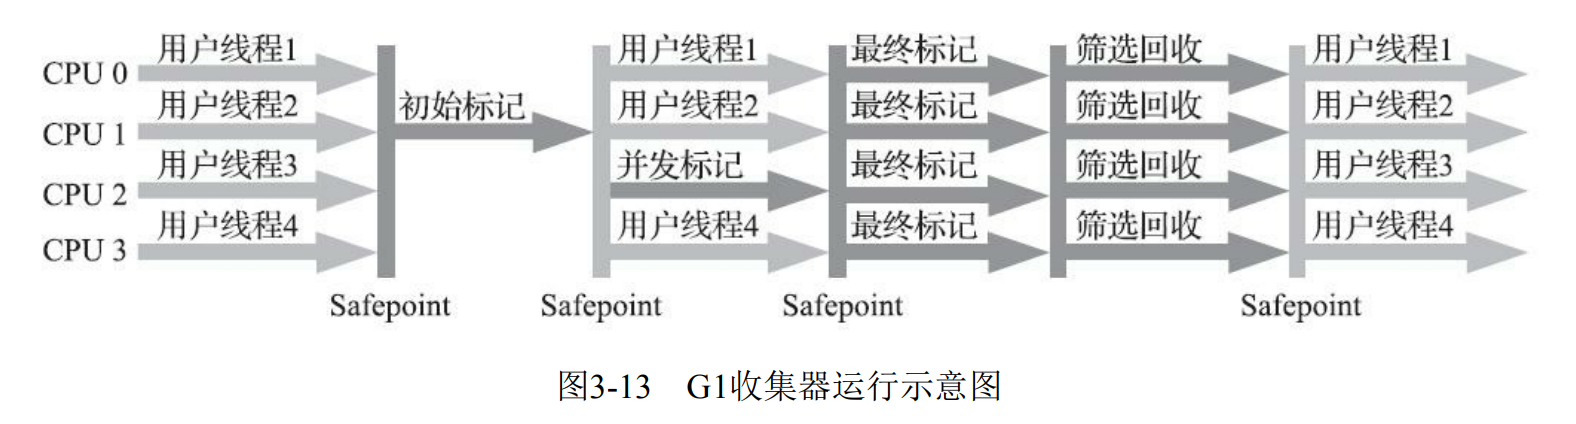 CPU 0 用户线程1 用户线程1 最终标记 筛选回收 用户线程1
CPU 1 用户线程2 初始标记 用户线程2 最终标记 筛选回收 用户线程2
CPU 2 用户线程3 并发标记 最终标记 筛选回收 用户线程3
CPU 3 用户线程4 用户线程4 最终标记 筛选回收 用户线程4
Safepoint Safepoint Safepoint Safepoint
图3-13 G1收集器运行示意图